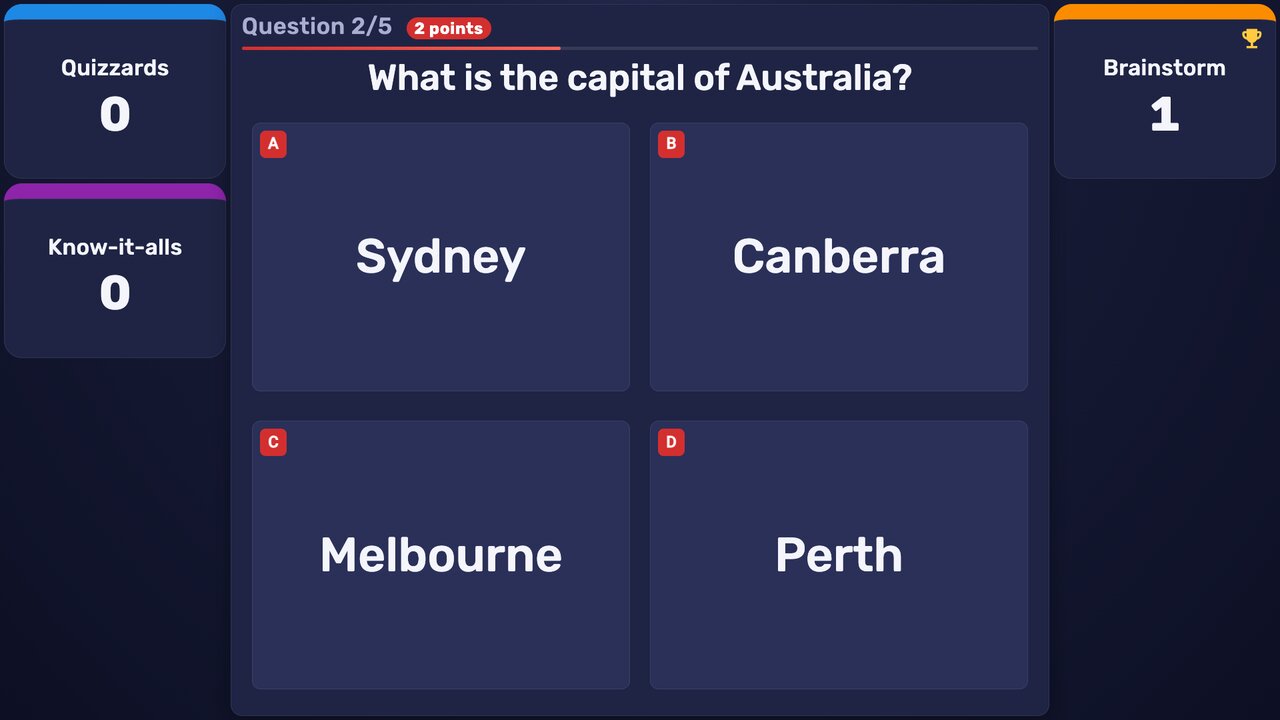 Quizzards
0
Know-it-alls
0
Question 2/5 2 points
What is the capital of Australia?
A
Sydney
B
Canberra
C
Melbourne
D
Perth
Brainstorm
1